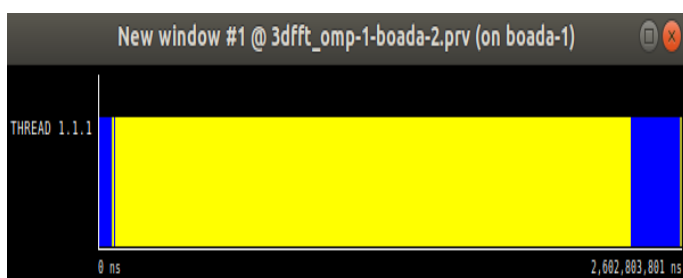 New window #1 @ 3dfft_omp-1-boada-2.prv (on boada-1)
THREAD 1.1.1
0 ns
2,602,803,801 ns